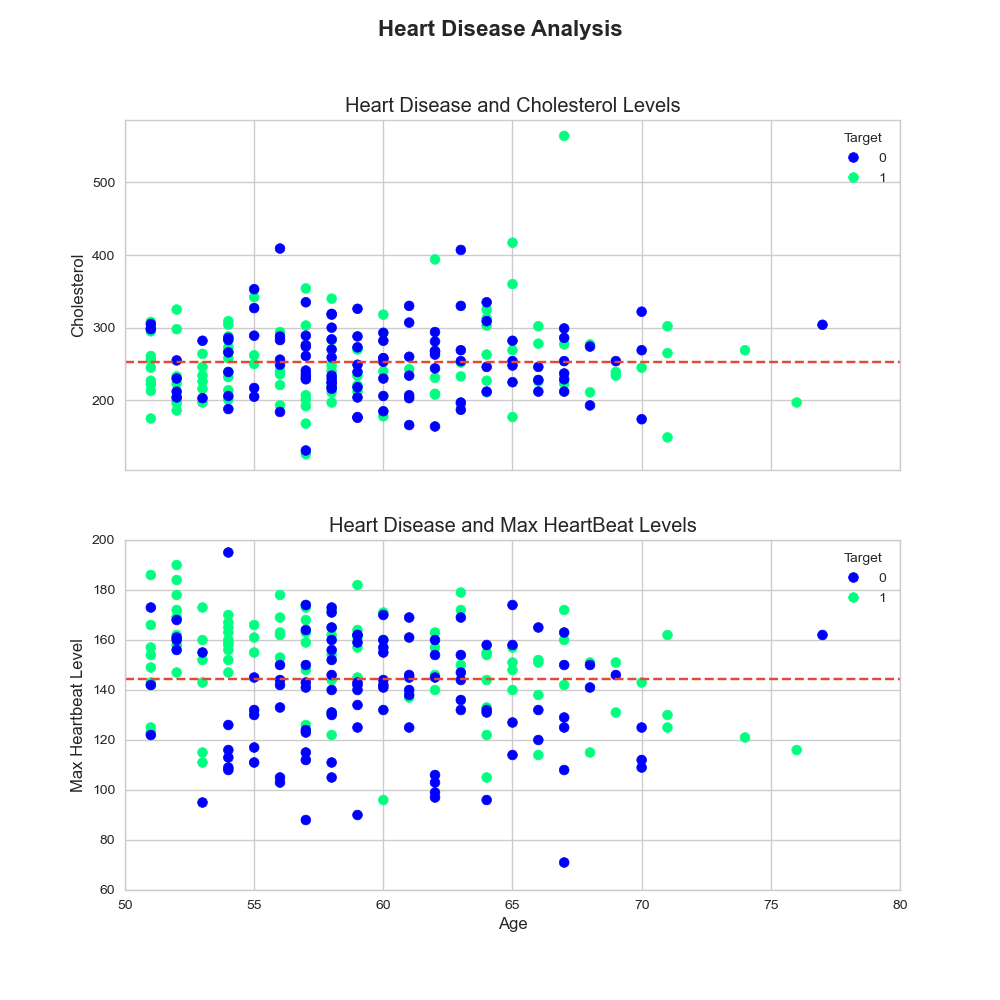 Heart Disease Analysis
Heart Disease and Cholesterol Levels
Cholesterol
500
400
300
200
Target
0
1
Heart Disease and Max HeartBeat Levels
Max Heartbeat Level
200
180
160
140
120
100
80
60
Target
0
1
50 55 60 65 70 75 80
Age